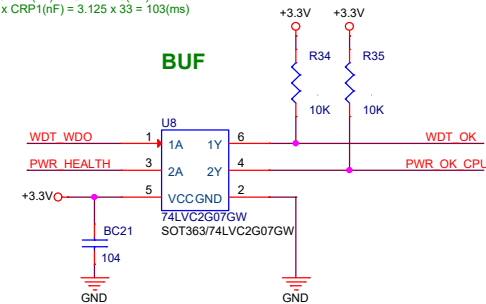 x CRP1(nF) = 3.125 x 33 = 103(ms)
+3.3V +3.3V
BUF
R34 R35
10K 10K
U8
WDT_WDO 1 1A 1Y 6 WDT_OK
PWR_HEALTH 3 2A 2Y 4 PWR_OK_CPU
+3.3V 5 VCC GND 2
74LVC2G07GW
SOT363/74LVC2G07GW
BC21
104
GND GND